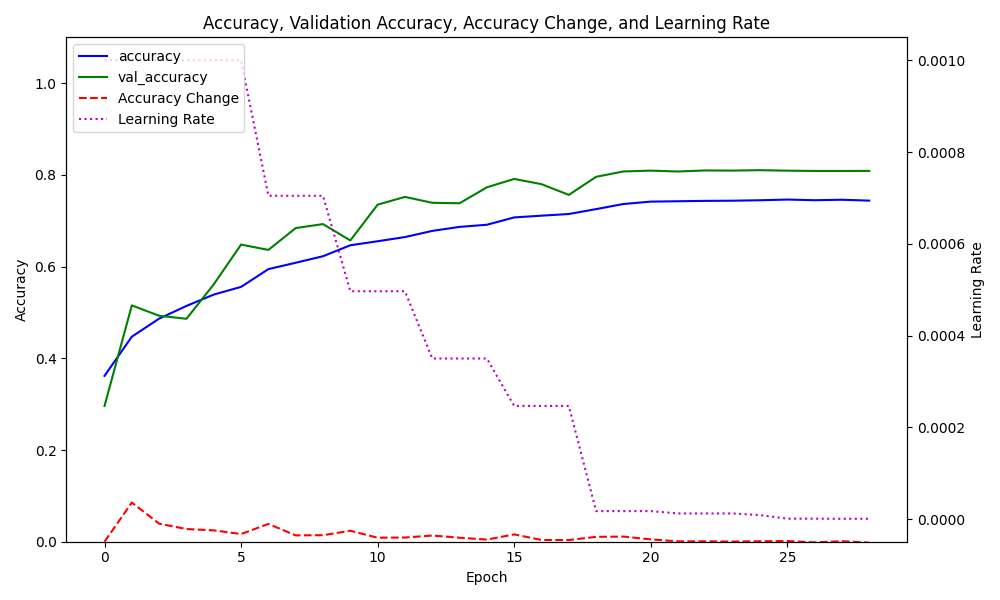 Accuracy, Validation Accuracy, Accuracy Change, and Learning Rate
accuracy
val_accuracy
Accuracy Change
Learning Rate
1.0
0.8
0.6
0.4
0.2
0.0
Accuracy
0.0010
0.0008
0.0006
0.0004
0.0002
0.0000
Learning Rate
0 5 10 15 20 25
Epoch